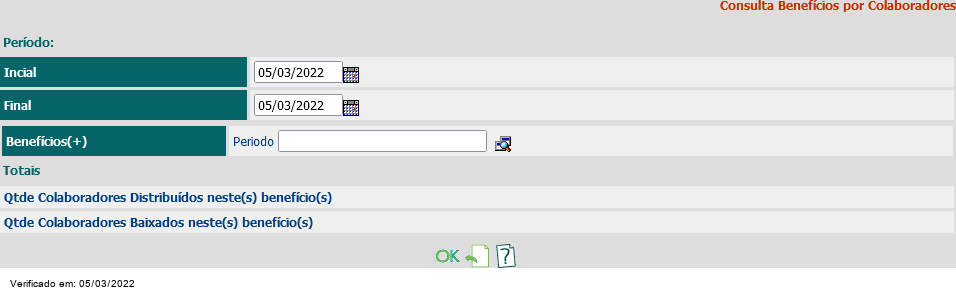 Consulta Benefícios por Colaboradores
Período:
Incial 05/03/2022
Final 05/03/2022
Benefícios(+) Periodo
Totais
Qtde Colaboradores Distribuídos neste(s) benefício(s)
Qtde Colaboradores Baixados neste(s) benefício(s)
OK ?
Verificado em: 05/03/2022